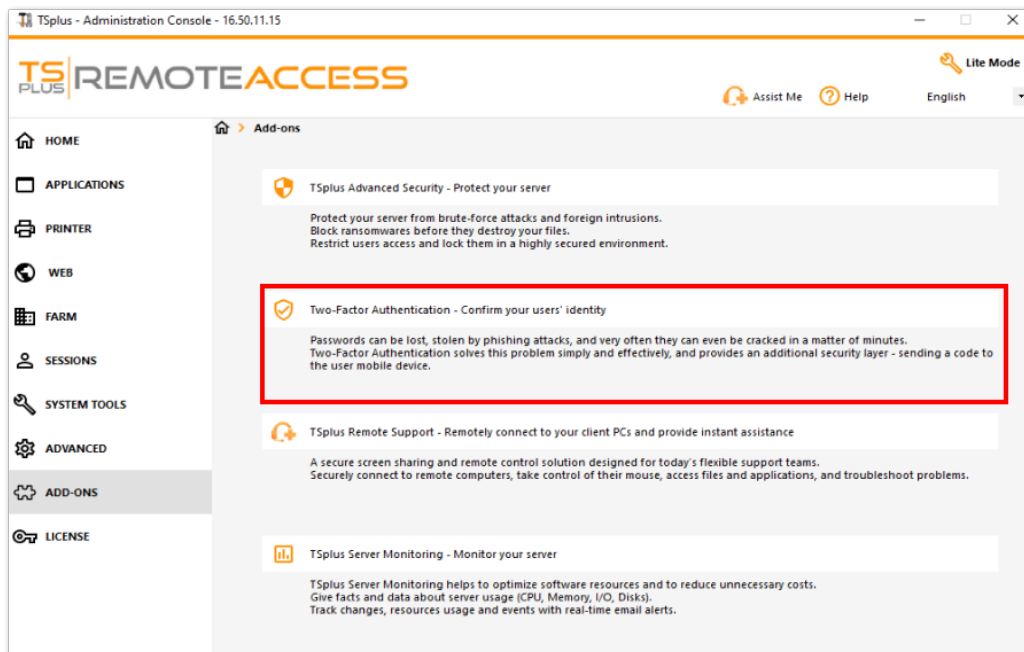 TSplus - Administration Console - 16.50.11.15
TS PLUS REMOTEACCESS
Lite Mode
Assist Me
Help
English
HOME
APPLICATIONS
PRINTER
WEB
FARM
SESSIONS
SYSTEM TOOLS
ADVANCED
ADD-ONS
LICENSE
Add-ons
TSplus Advanced Security - Protect your server
Protect your server from brute-force attacks and foreign intrusions.
Block ransomwares before they destroy your files.
Restrict users access and lock them in a highly secured environment.
Two-Factor Authentication - Confirm your users' identity
Passwords can be lost, stolen by phishing attacks, and very often they can even be cracked in a matter of minutes.
Two-Factor Authentication solves this problem simply and effectively, and provides an additional security layer - sending a code to
the user mobile device.
TSplus Remote Support - Remotely connect to your client PCs and provide instant assistance
A secure screen sharing and remote control solution designed for today's flexible support teams.
Securely connect to remote computers, take control of their mouse, access files and applications, and troubleshoot problems.
TSplus Server Monitoring - Monitor your server
TSplus Server Monitoring helps to optimize software resources and to reduce unnecessary costs.
Give facts and data about server usage (CPU, Memory, I/O, Disks).
Track changes, resources usage and events with real-time email alerts.